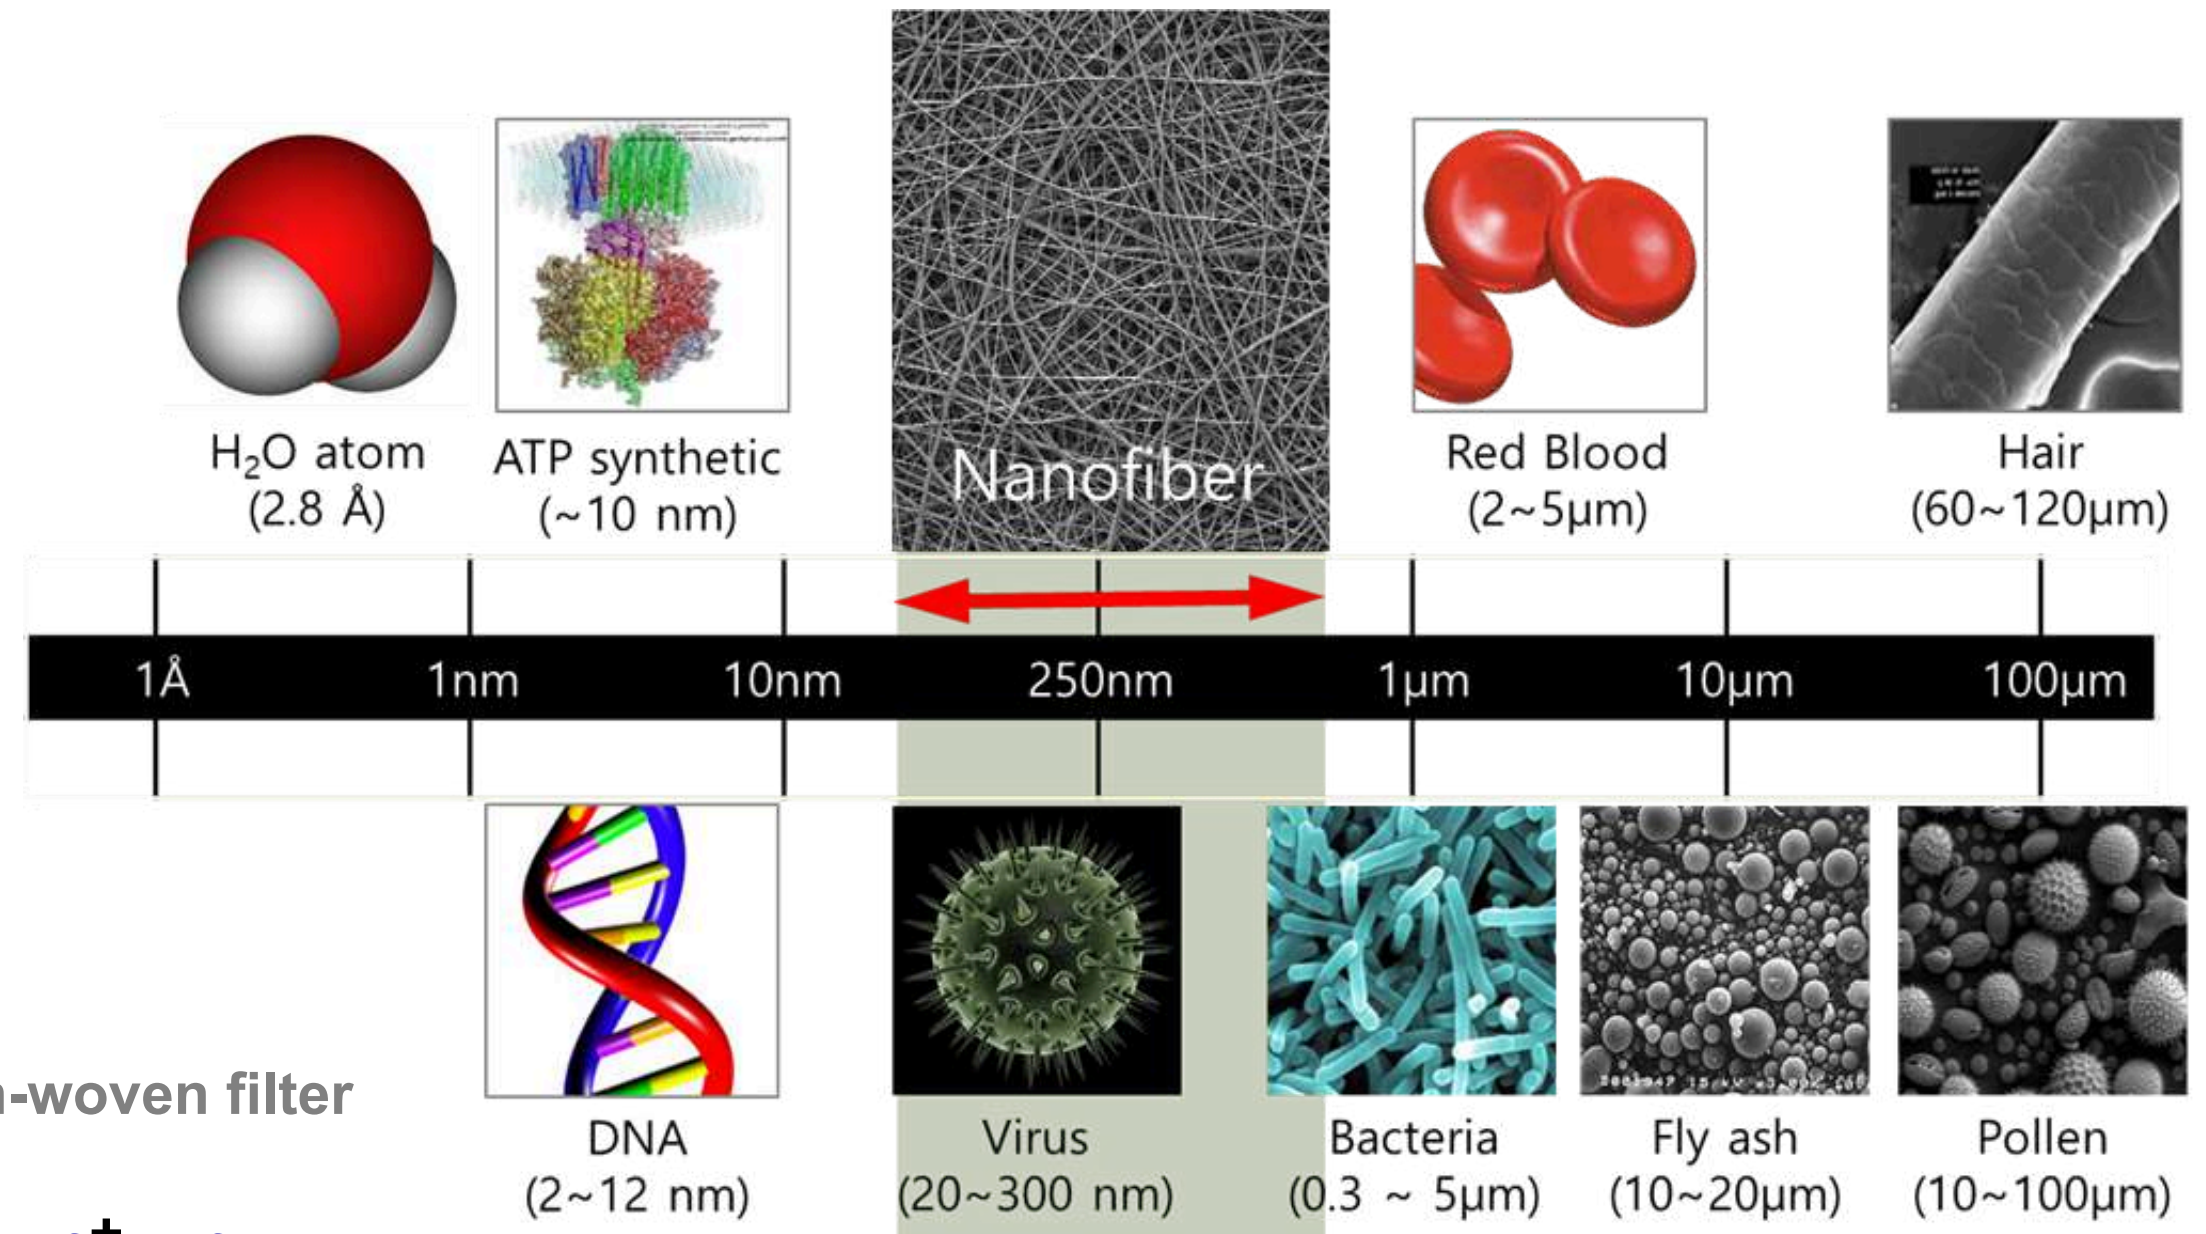 Nanofiber
H₂O atom
(2.8 Å)
ATP synthetic
(~10 nm)
Red Blood
(2~5µm)
Hair
(60~120µm)
1Å 1nm 10nm 250nm 1µm 10µm 100µm
n-woven filter
DNA
(2~12 nm)
Virus
(20~300 nm)
Bacteria
(0.3 ~ 5µm)
Fly ash
(10~20µm)
Pollen
(10~100µm)